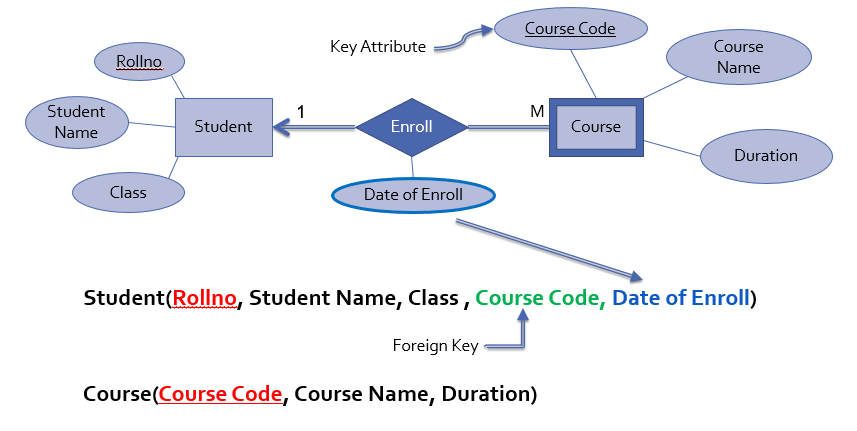 Key Attribute
Course Code
Rollno
Course
Name
Student
Name
Student
1
Enroll
M
Course
Class
Date of Enroll
Duration
Student(Rollno, Student Name, Class , Course Code, Date of Enroll)
Foreign Key
Course(Course Code, Course Name, Duration)